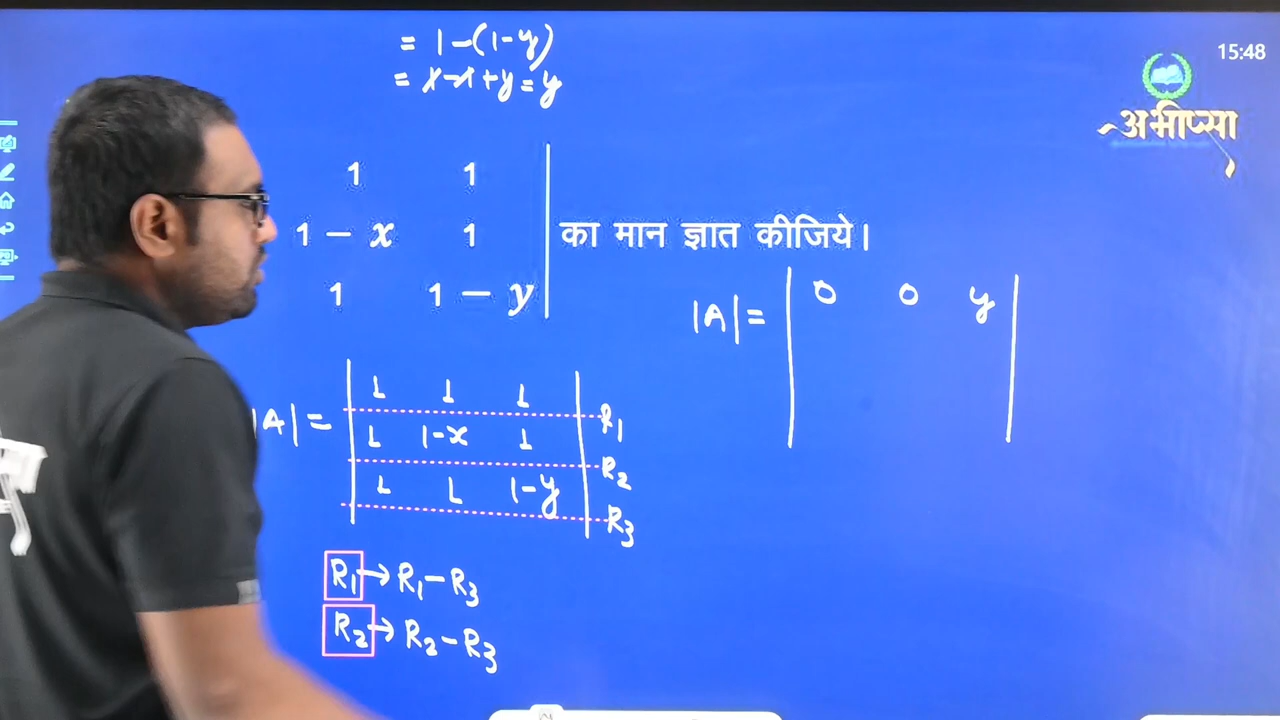 = 1-(1-y)
= x-x+y=y
15:48
अभीप्सा
1 1
1 − x 1
1 1 − y
का मान ज्ञात कीजिये।
|A|= 0 0 y
|A|=
1 1 1 R1
1 1-x 1 R2
1 1 1-y R3
R1→R1-R3
R2→R2-R3